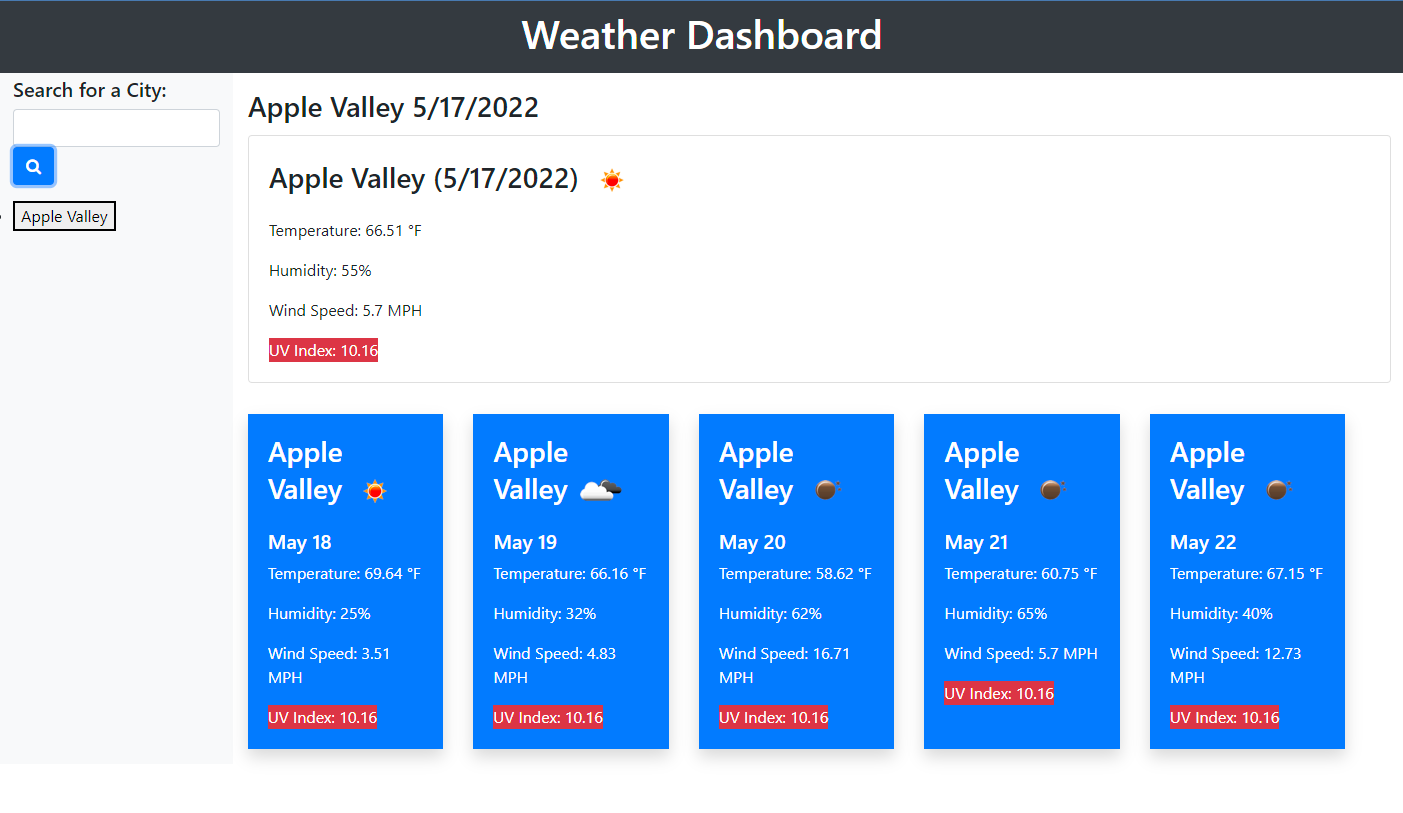 Weather Dashboard
Search for a City:
Apple Valley
Apple Valley 5/17/2022
Apple Valley (5/17/2022)
Temperature: 66.51 °F
Humidity: 55%
Wind Speed: 5.7 MPH
UV Index: 10.16
Apple
Valley
May 18
Temperature: 69.64 °F
Humidity: 25%
Wind Speed: 3.51
MPH
UV Index: 10.16
Apple
Valley
May 19
Temperature: 66.16 °F
Humidity: 32%
Wind Speed: 4.83
MPH
UV Index: 10.16
Apple
Valley
May 20
Temperature: 58.62 °F
Humidity: 62%
Wind Speed: 16.71
MPH
UV Index: 10.16
Apple
Valley
May 21
Temperature: 60.75 °F
Humidity: 65%
Wind Speed: 5.7 MPH
UV Index: 10.16
Apple
Valley
May 22
Temperature: 67.15 °F
Humidity: 40%
Wind Speed: 12.73
MPH
UV Index: 10.16